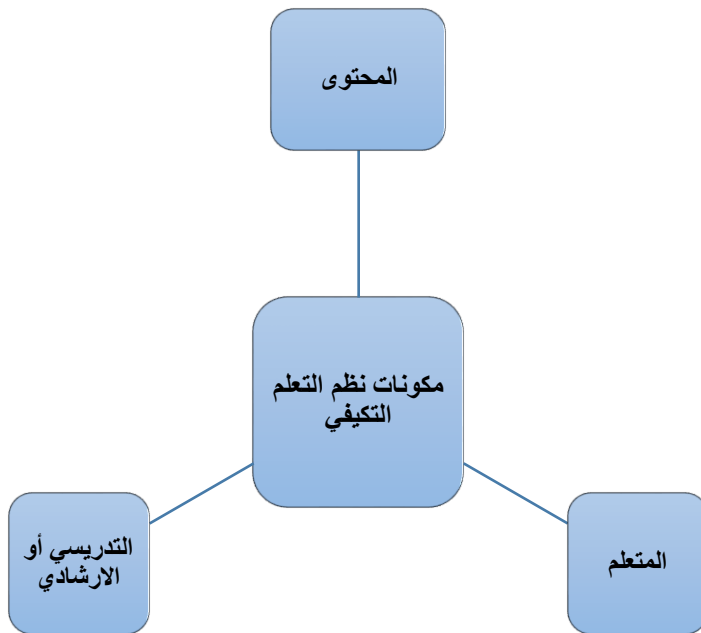 المحتوى
مكونات نظم التعلم
التكيفي
المتعلم
التدريسي أو
الارشادي